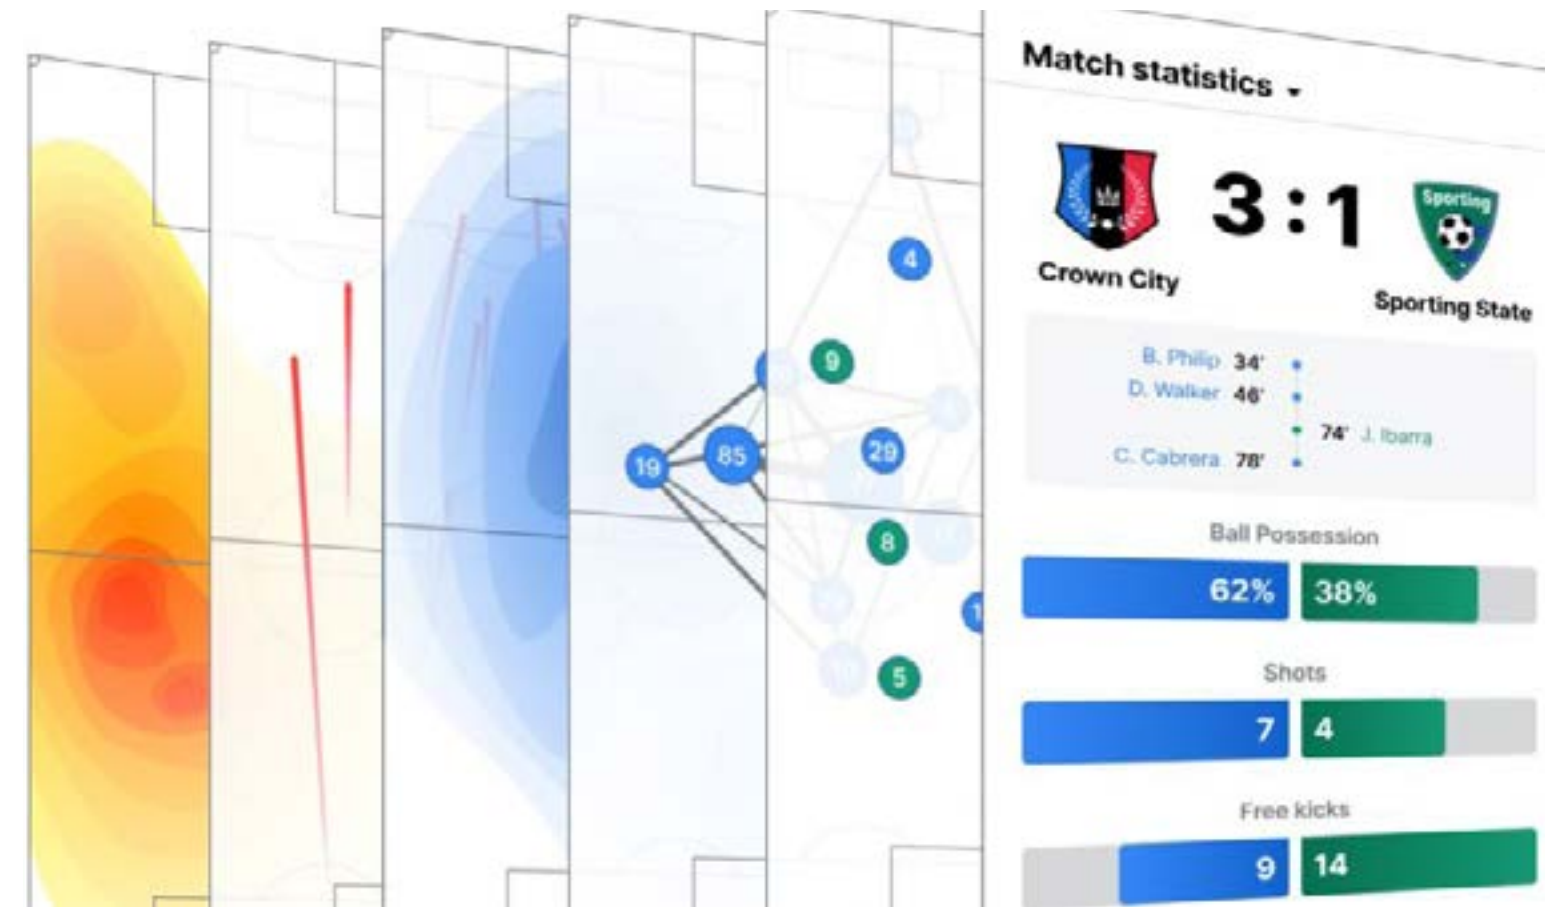 Match statistics
3 : 1
Sporting
Crown City
Sporting State
B. Philip 34'
D. Walker 46'
74' J. Ibarra
C. Cabrera 78'
Ball Possession
62% 38%
Shots
7 4
Free kicks
9 14
19
85
4
9
29
8
5